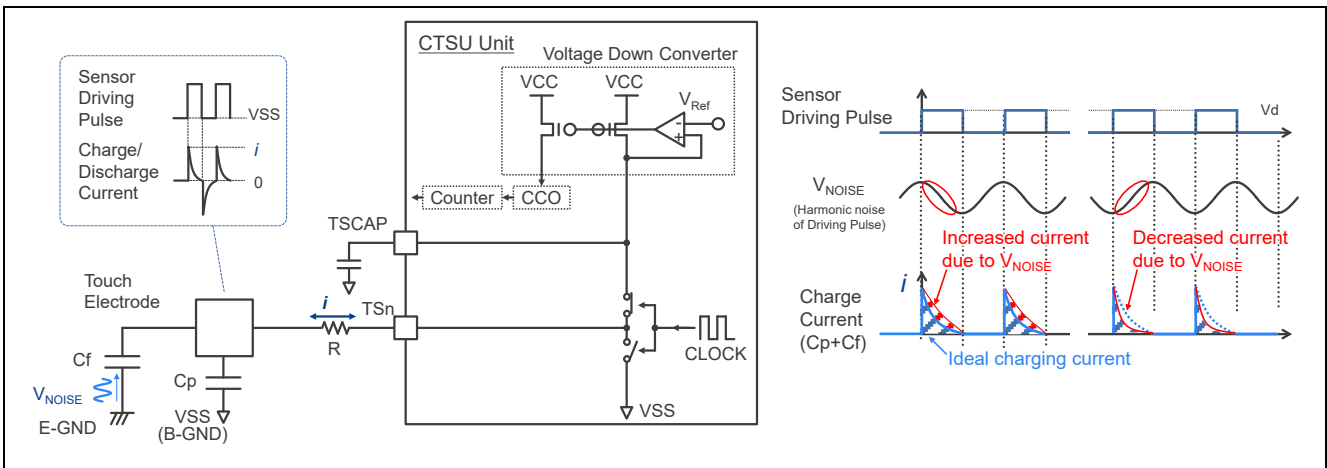 CTSU Unit
Voltage Down Converter
VCC
VCC
VRef
-
+
Counter
CCO
TSCAP
TSn
CLOCK
VSS
Sensor
Driving
Pulse
VSS
Charge/
Discharge
Current
i
0
Touch
Electrode
i
R
Cf
Cp
VNOISE
E-GND
VSS
(B-GND)
Sensor
Driving Pulse
Vd
VNOISE
(Harmonic noise
of Driving Pulse)
Increased current
due to VNOISE
Decreased current
due to VNOISE
i
Charge
Current
(Cp+Cf)
Ideal charging current